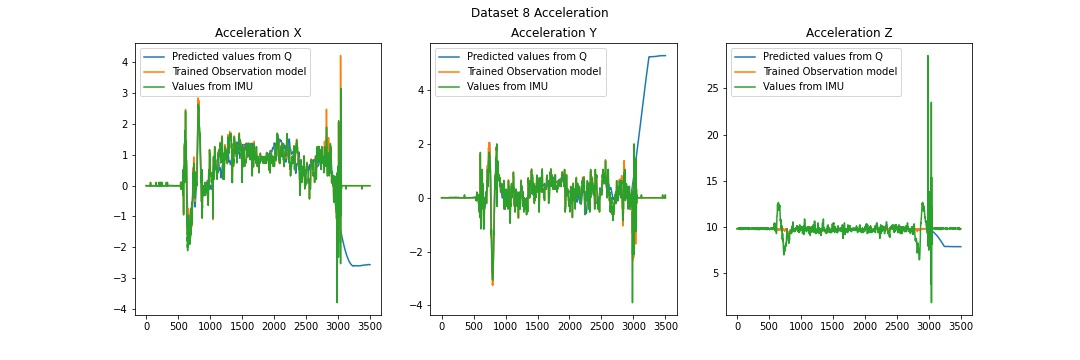 Dataset 8 Acceleration
Acceleration X
Predicted values from Q
Trained Observation model
Values from IMU
4
3
2
1
0
−1
−2
−3
−4
0 500 1000 1500 2000 2500 3000 3500
Acceleration Y
Predicted values from Q
Trained Observation model
Values from IMU
4
2
0
−2
−4
0 500 1000 1500 2000 2500 3000 3500
Acceleration Z
Predicted values from Q
Trained Observation model
Values from IMU
25
20
15
10
5
0 500 1000 1500 2000 2500 3000 3500